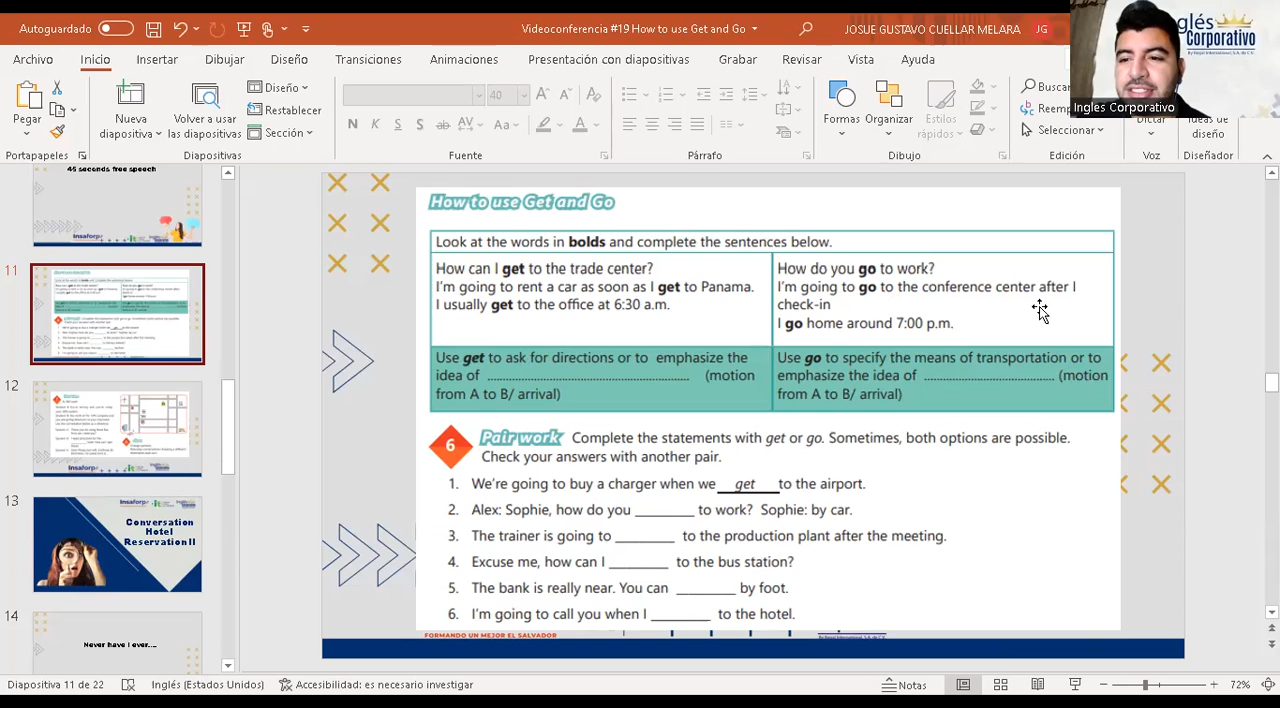 Autoguardado
Videoconferencia #19 How to use Get and Go
JOSUE GUSTAVO CUELLAR MELARA
JG
Inglés
Corporativo
By Regal International, S.A. de C.V.
Ingles Corporativo
Archivo Inicio Insertar Dibujar Diseño Transiciones Animaciones Presentación con diapositivas Grabar Revisar Vista Ayuda
Pegar
Nueva
diapositiva
Volver a usar
las diapositivas
Diseño
Restablecer
Sección
40
N K S
Aa
Formas
Organizar
Estilos
rápidos
Seleccionar
Dictar
Ideas de
diseño
Portapapeles Diapositivas Fuente Párrafo Dibujo Edición Voz Diseñador
45 seconds free speech
11
12
13
Conversation
Hotel
Reservation II
14
Never have I ever....
How to use Get and Go
Look at the words in bolds and complete the sentences below.
How can I get to the trade center?
I'm going to rent a car as soon as I get to Panama.
I usually get to the office at 6:30 a.m.
How do you go to work?
I'm going to go to the conference center after I
check-in
I go home around 7:00 p.m.
Use get to ask for directions or to emphasize the
idea of ........................................................ (motion
from A to B/ arrival)
Use go to specify the means of transportation or to
emphasize the idea of .................................... (motion
from A to B/ arrival)
6 Pair work Complete the statements with get or go. Sometimes, both options are possible.
Check your answers with another pair.
1. We're going to buy a charger when we get to the airport.
2. Alex: Sophie, how do you ________ to work? Sophie: by car.
3. The trainer is going to ________ to the production plant after the meeting.
4. Excuse me, how can I ________ to the bus station?
5. The bank is really near. You can ________ by foot.
6. I'm going to call you when I ________ to the hotel.
FORMANDO UN MEJOR EL SALVADOR
Diapositiva 11 de 22
Inglés (Estados Unidos)
Accesibilidad: es necesario investigar
Notas
72%